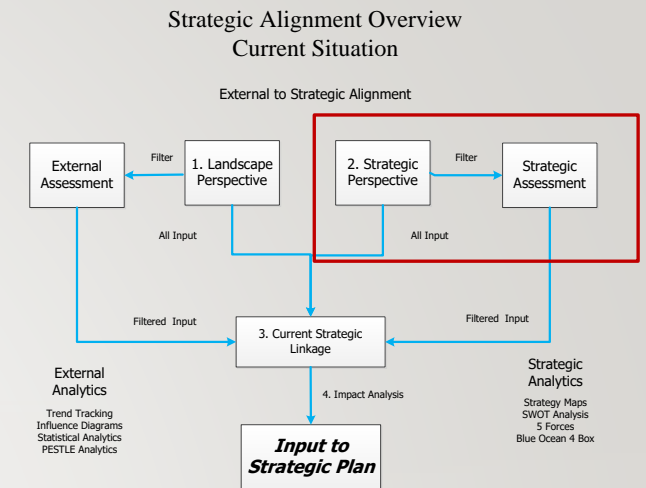 Strategic Alignment Overview
Current Situation
External to Strategic Alignment
External
Assessment
Filter
1. Landscape
Perspective
2. Strategic
Perspective
Filter
Strategic
Assessment
All Input
All Input
Filtered Input
3. Current Strategic
Linkage
Filtered Input
External
Analytics
Trend Tracking
Influence Diagrams
Statistical Analytics
PESTLE Analytics
4. Impact Analysis
Strategic
Analytics
Strategy Maps
SWOT Analysis
5 Forces
Blue Ocean 4 Box
Input to
Strategic Plan